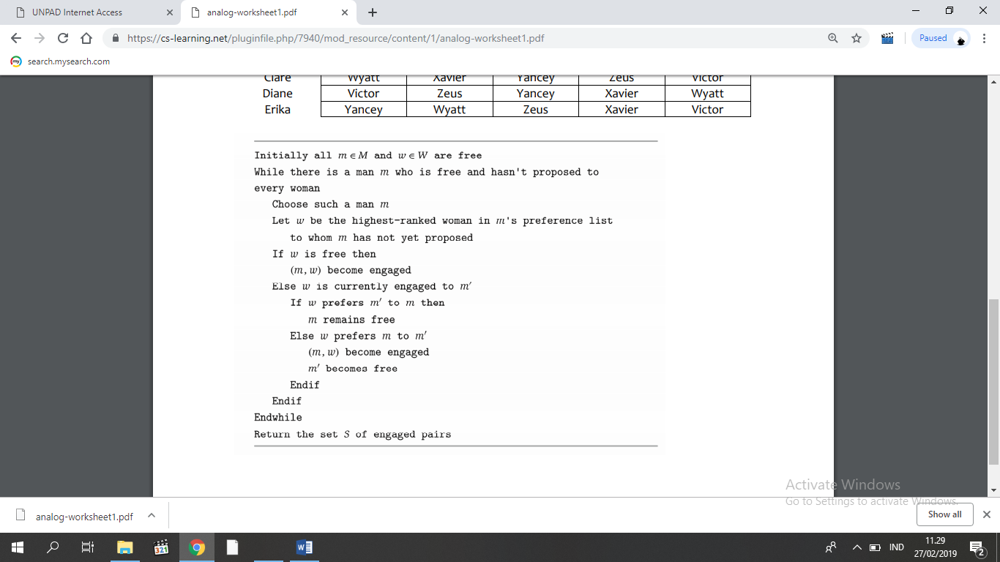 UNPAD Internet Access
analog-worksheet1.pdf
https://cs-learning.net/pluginfile.php/7940/mod_resource/content/1/analog-worksheet1.pdf
Paused
my search.mysearch.com
Clare Wyatt Xavier Yancey Zeus Victor
Diane Victor Zeus Yancey Xavier Wyatt
Erika Yancey Wyatt Zeus Xavier Victor
Initially all m ∈ M and w ∈ W are free
While there is a man m who is free and hasn't proposed to
every woman
Choose such a man m
Let w be the highest-ranked woman in m's preference list
to whom m has not yet proposed
If w is free then
(m, w) become engaged
Else w is currently engaged to m′
If w prefers m′ to m then
m remains free
Else w prefers m to m′
(m, w) become engaged
m′ becomes free
Endif
Endif
Endwhile
Return the set S of engaged pairs
Activate Windows
Go to Settings to activate Windows.
analog-worksheet1.pdf
Show all
321
IND
11.29
27/02/2019
2